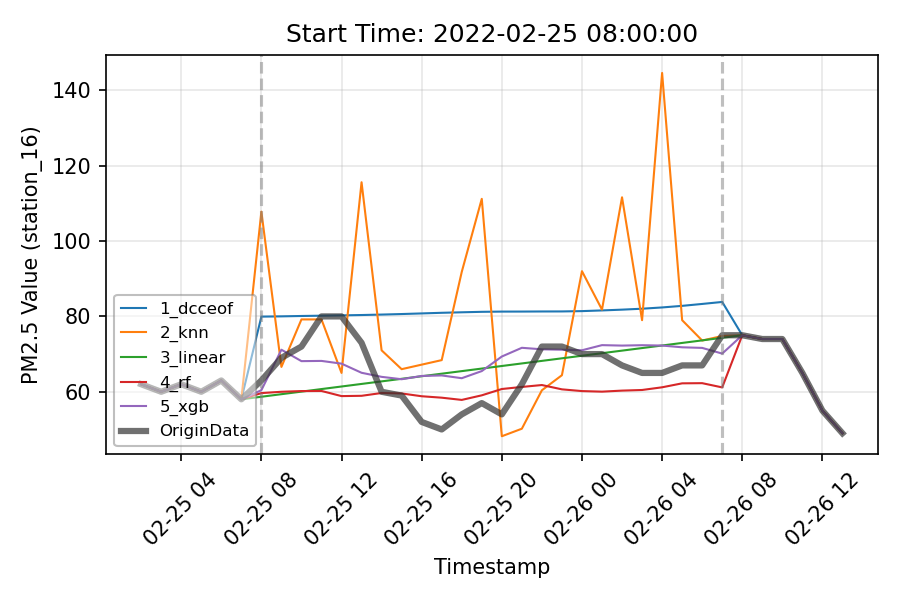 Start Time: 2022-02-25 08:00:00
PM2.5 Value (station_16)
140
120
100
80
60
1_dcceof
2_knn
3_linear
4_rf
5_xgb
OriginData
02-25 04
02-25 08
02-25 12
02-25 16
02-25 20
02-26 00
02-26 04
02-26 08
02-26 12
Timestamp